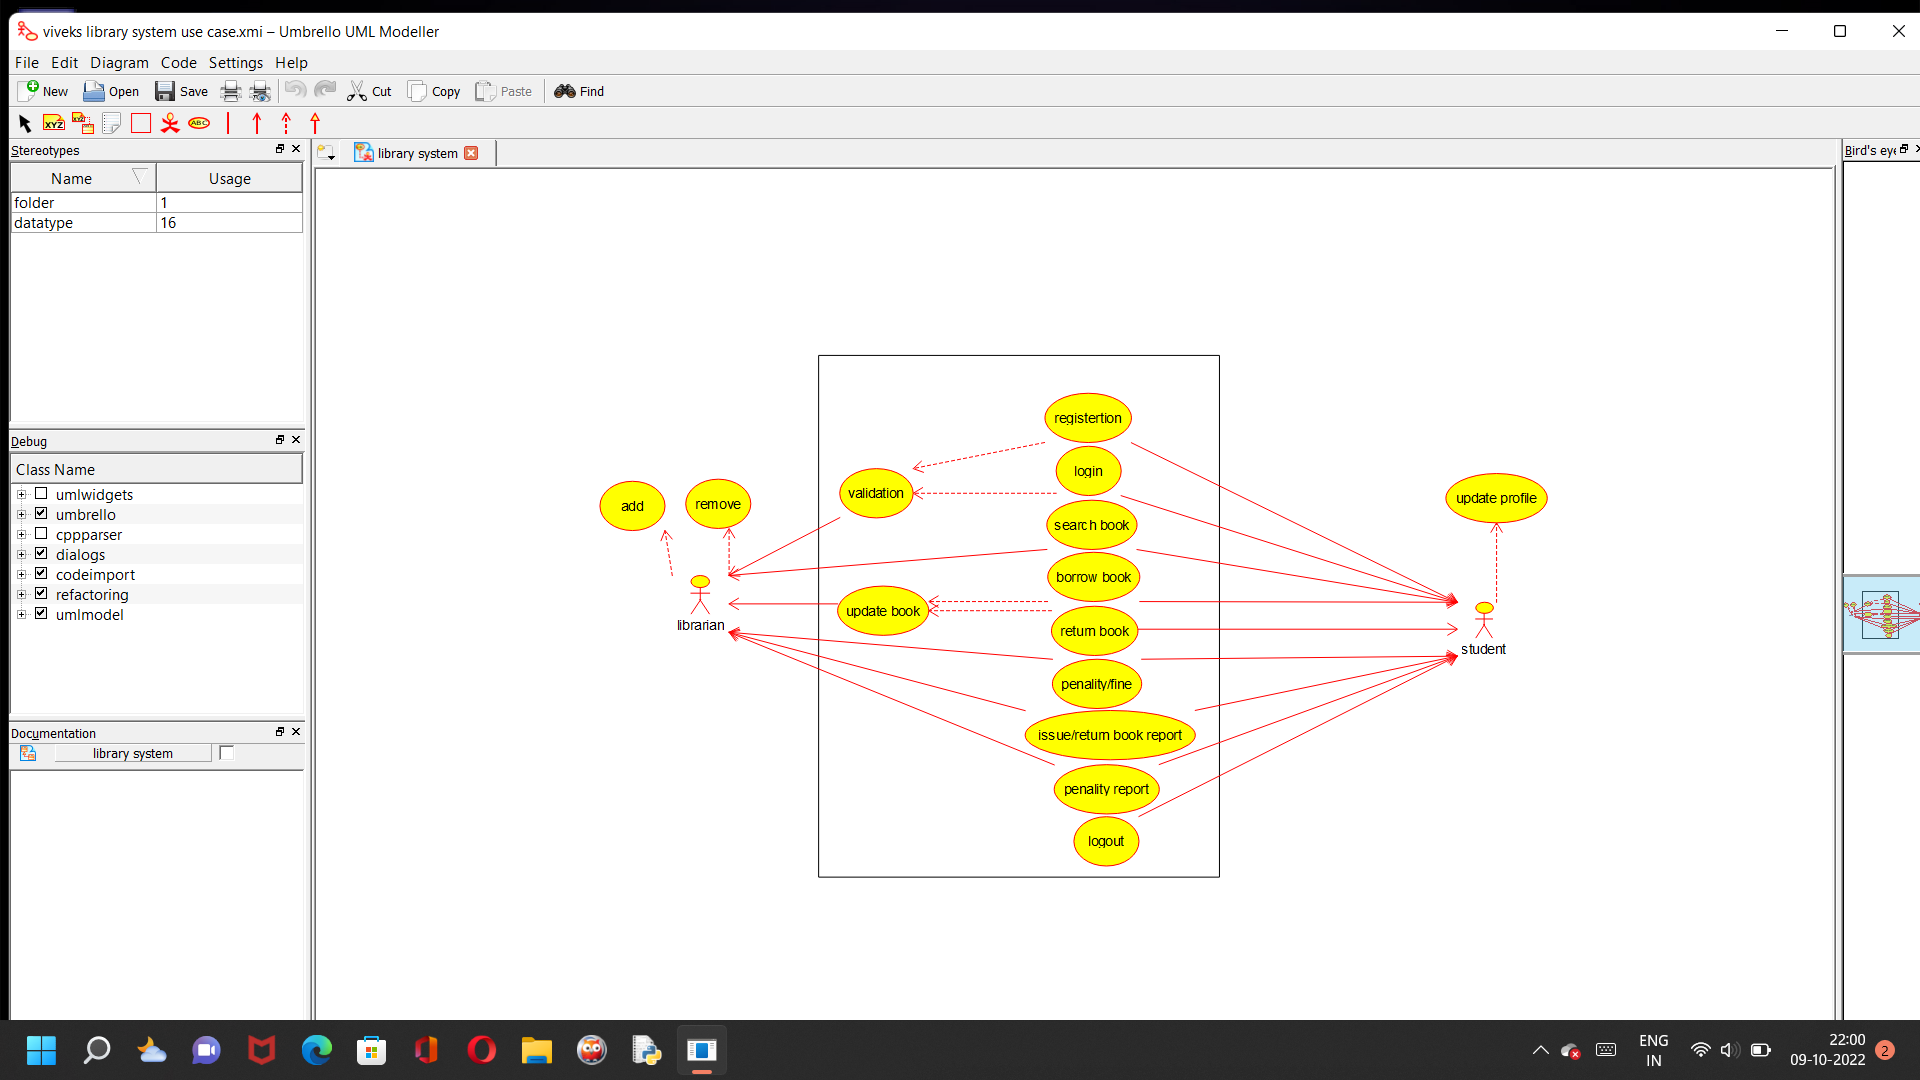 viveks library system use case.xmi – Umbrello UML Modeller
File Edit Diagram Code Settings Help
New Open Save Cut Copy Paste Find
XYZ XYZ ABC
Stereotypes
library system
Bird's eye
Name Usage
folder 1
datatype 16
Debug
Class Name
umlwidgets
umbrello
cppparser
dialogs
codeimport
refactoring
umlmodel
Documentation
library system
registertion
login
validation
search book
add
remove
update profile
borrow book
update book
librarian
return book
student
penality/fine
issue/return book report
penality report
logout
ENG
IN
22:00
09-10-2022
2